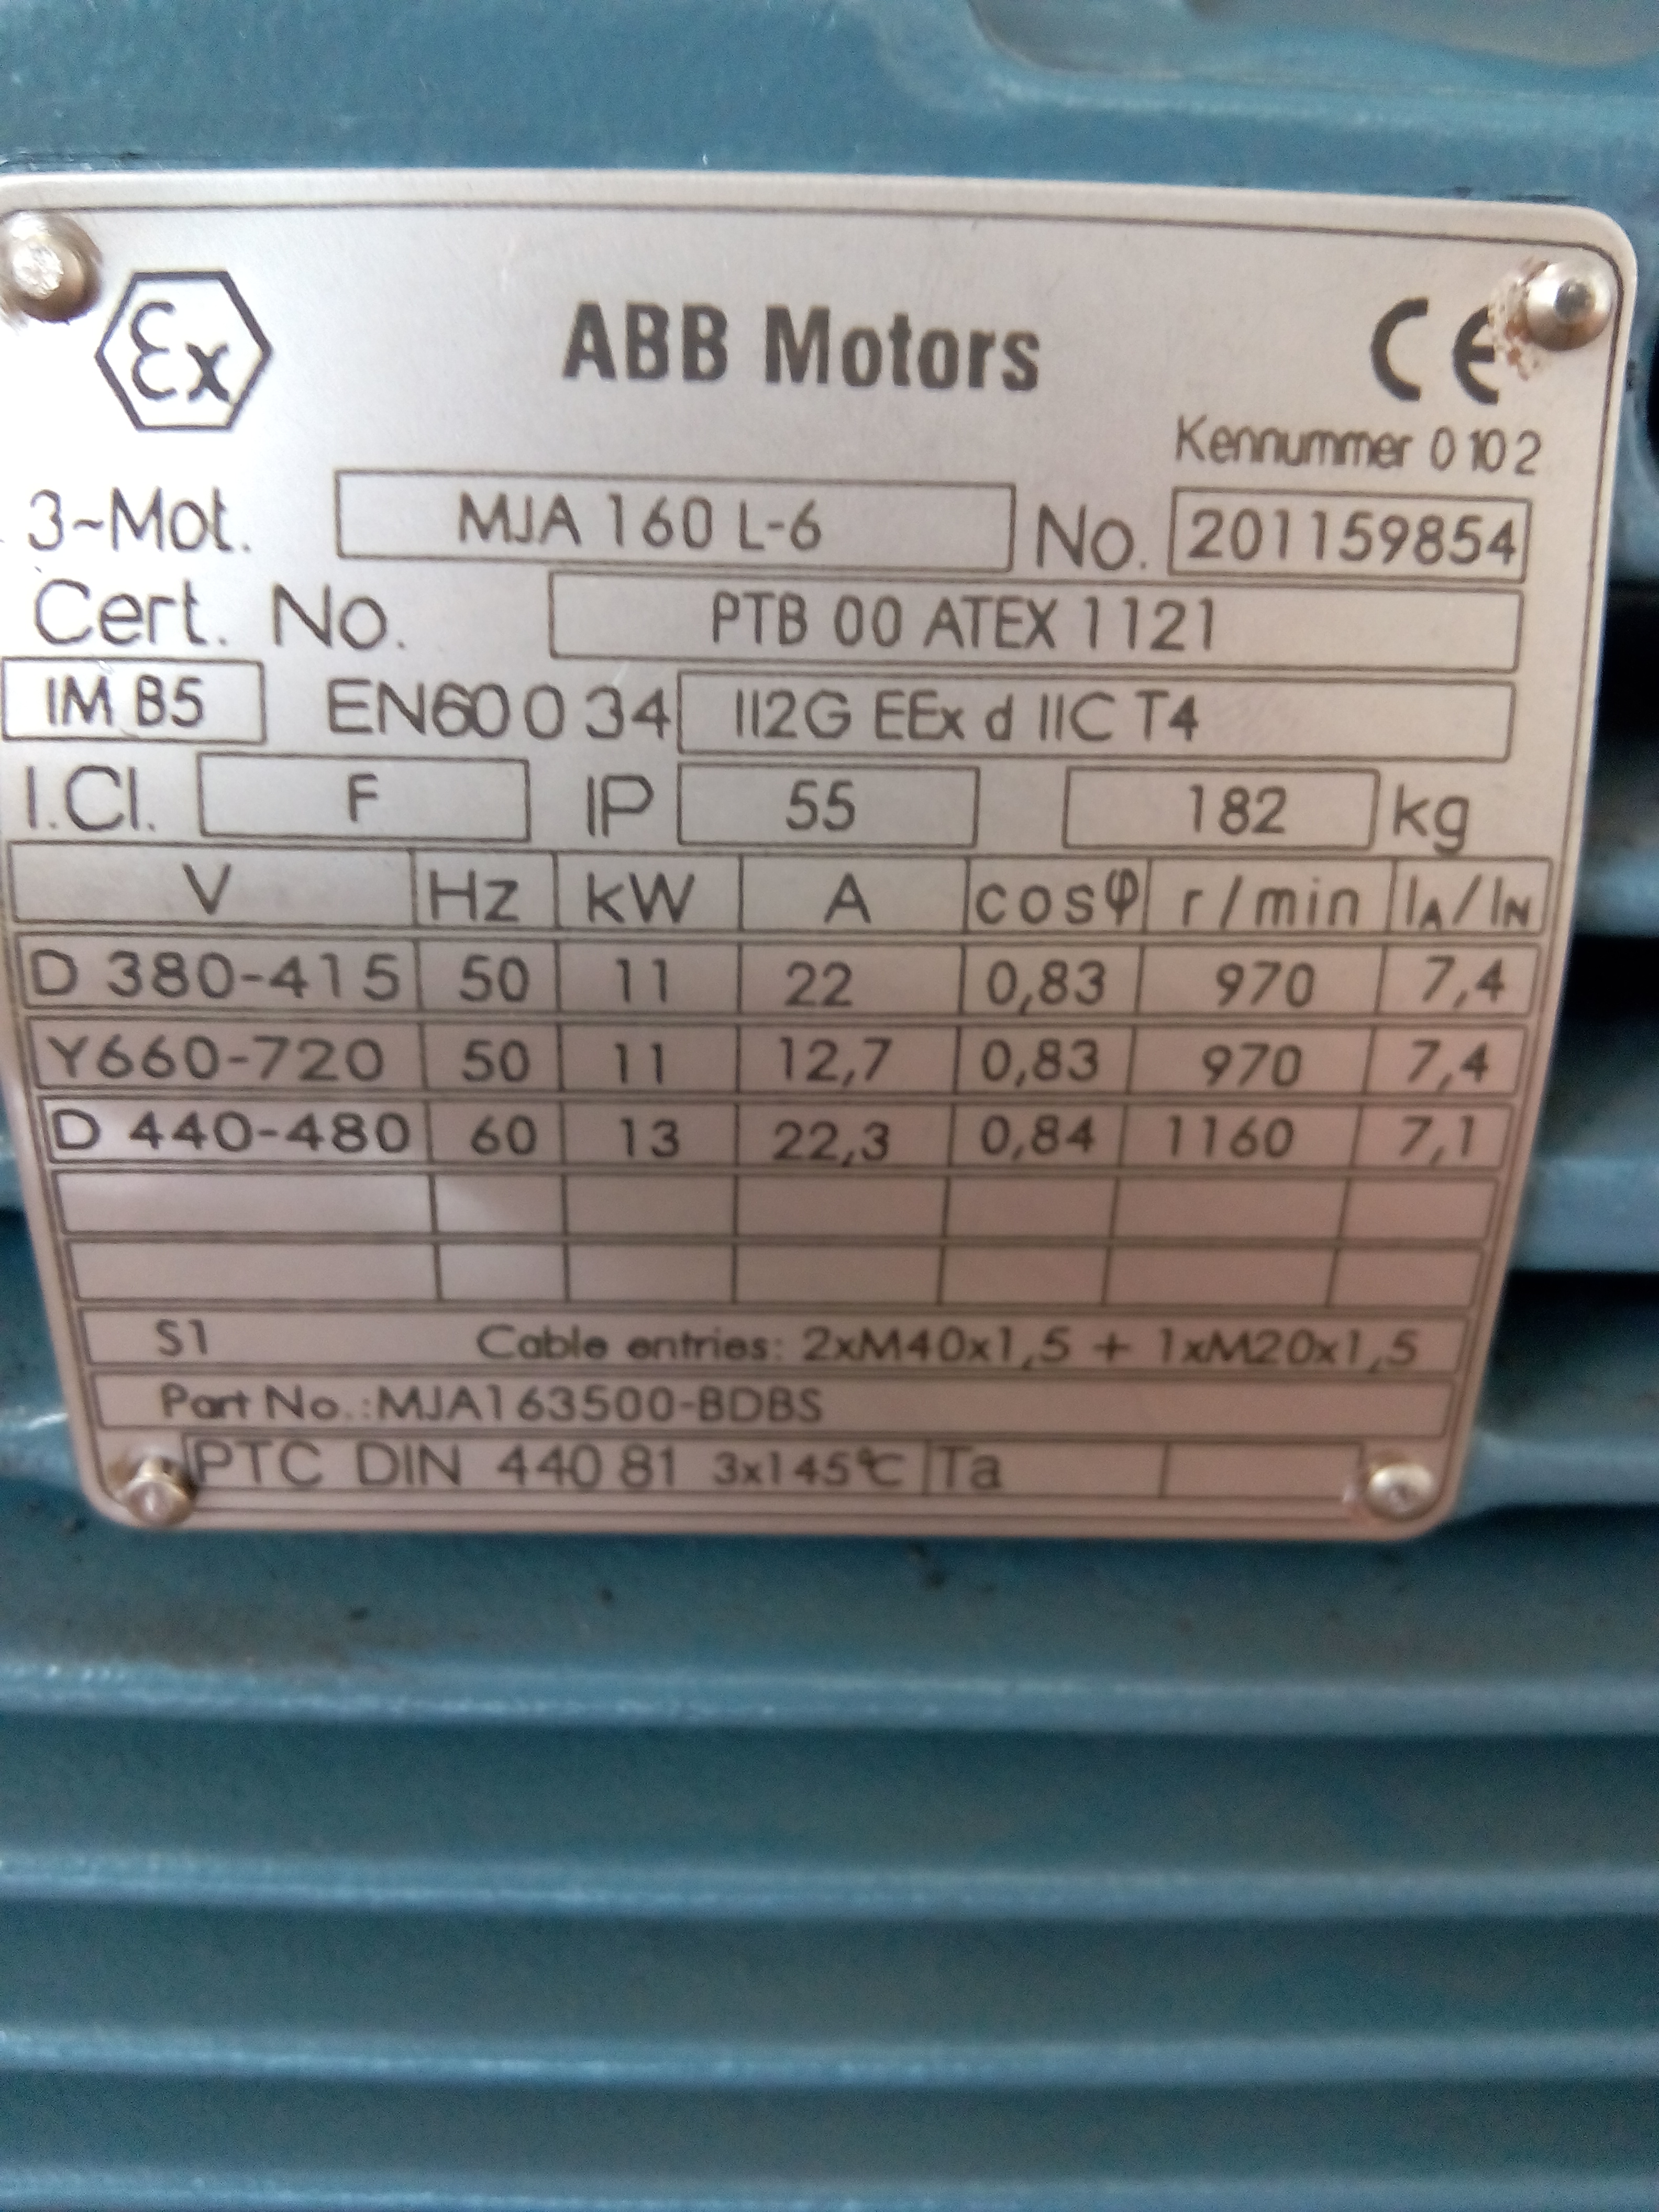 Ex ABB Motors CE
Kennummer 0102
3~Mot. MJA 160 L-6 No. 201159854
Cert. No. PTB 00 ATEX 1121
IM B5 EN60034 II2G EEx d IIC T4
I.Cl. F IP 55 182 kg
V Hz kW A cosφ r/min IA/IN
D 380-415 50 11 22 0,83 970 7,4
Y660-720 50 11 12,7 0,83 970 7,4
D 440-480 60 13 22,3 0,84 1160 7,1
S1 Cable entries: 2xM40x1,5 + 1xM20x1,5
Part No.:MJA163500-BDBS
PTC DIN 44081 3x145°C Ta